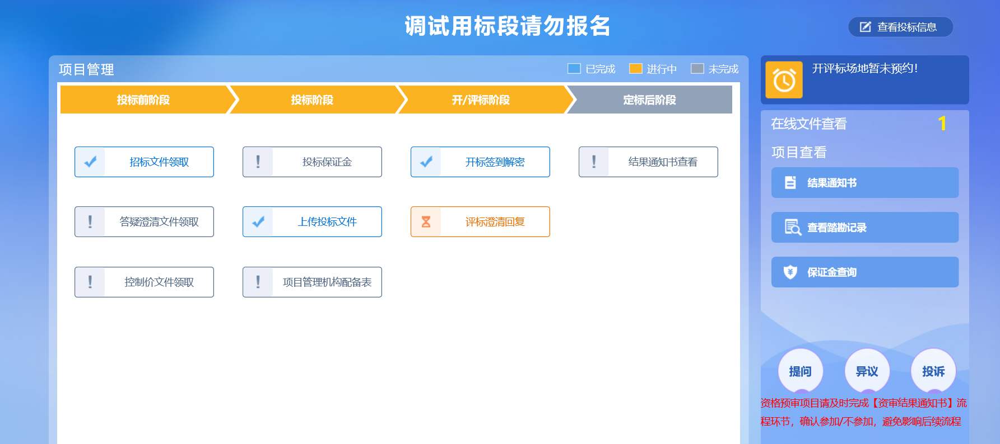 调试用标段请勿报名
查看投标信息
项目管理
已完成 进行中 未完成
投标前阶段 投标阶段 开/评标阶段 定标后阶段
招标文件领取 投标保证金 开标签到解密 结果通知书查看
答疑澄清文件领取 上传投标文件 评标澄清回复
控制价文件领取 项目管理机构配备表
开评标场地暂未预约！
在线文件查看 1
项目查看
结果通知书
查看踏勘记录
保证金查询
提问 异议 投诉
资格预审项目请及时完成【资审结果通知书】流
程环节，确认参加/不参加，避免影响后续流程